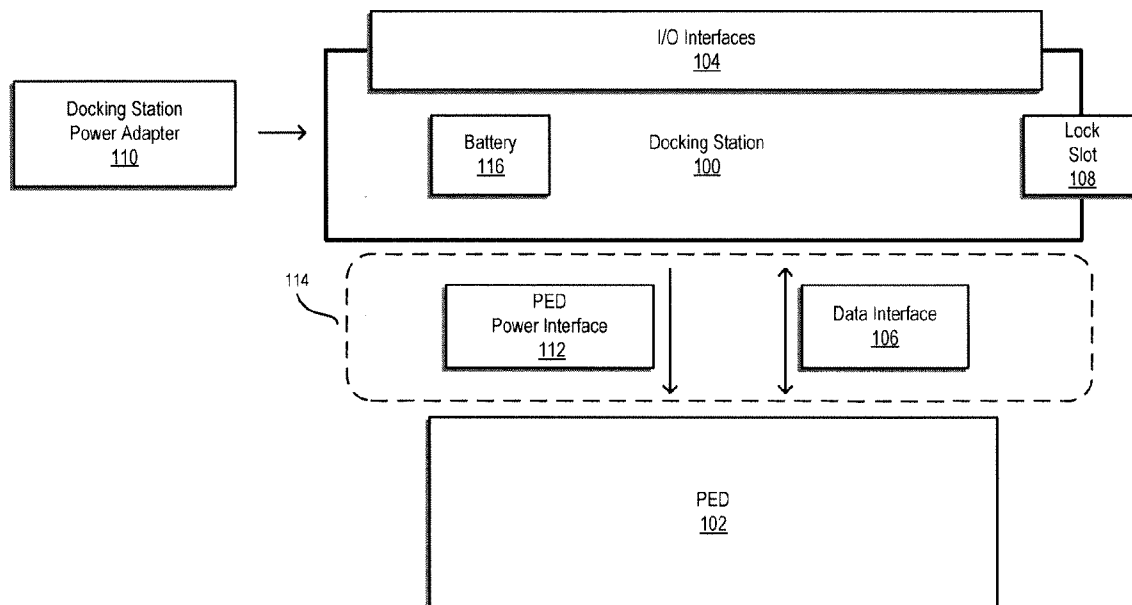 I/O Interfaces
104
Docking Station
Power Adapter
110
Battery
116
Docking Station
100
Lock
Slot
108
114
PED
Power Interface
112
Data Interface
106
PED
102